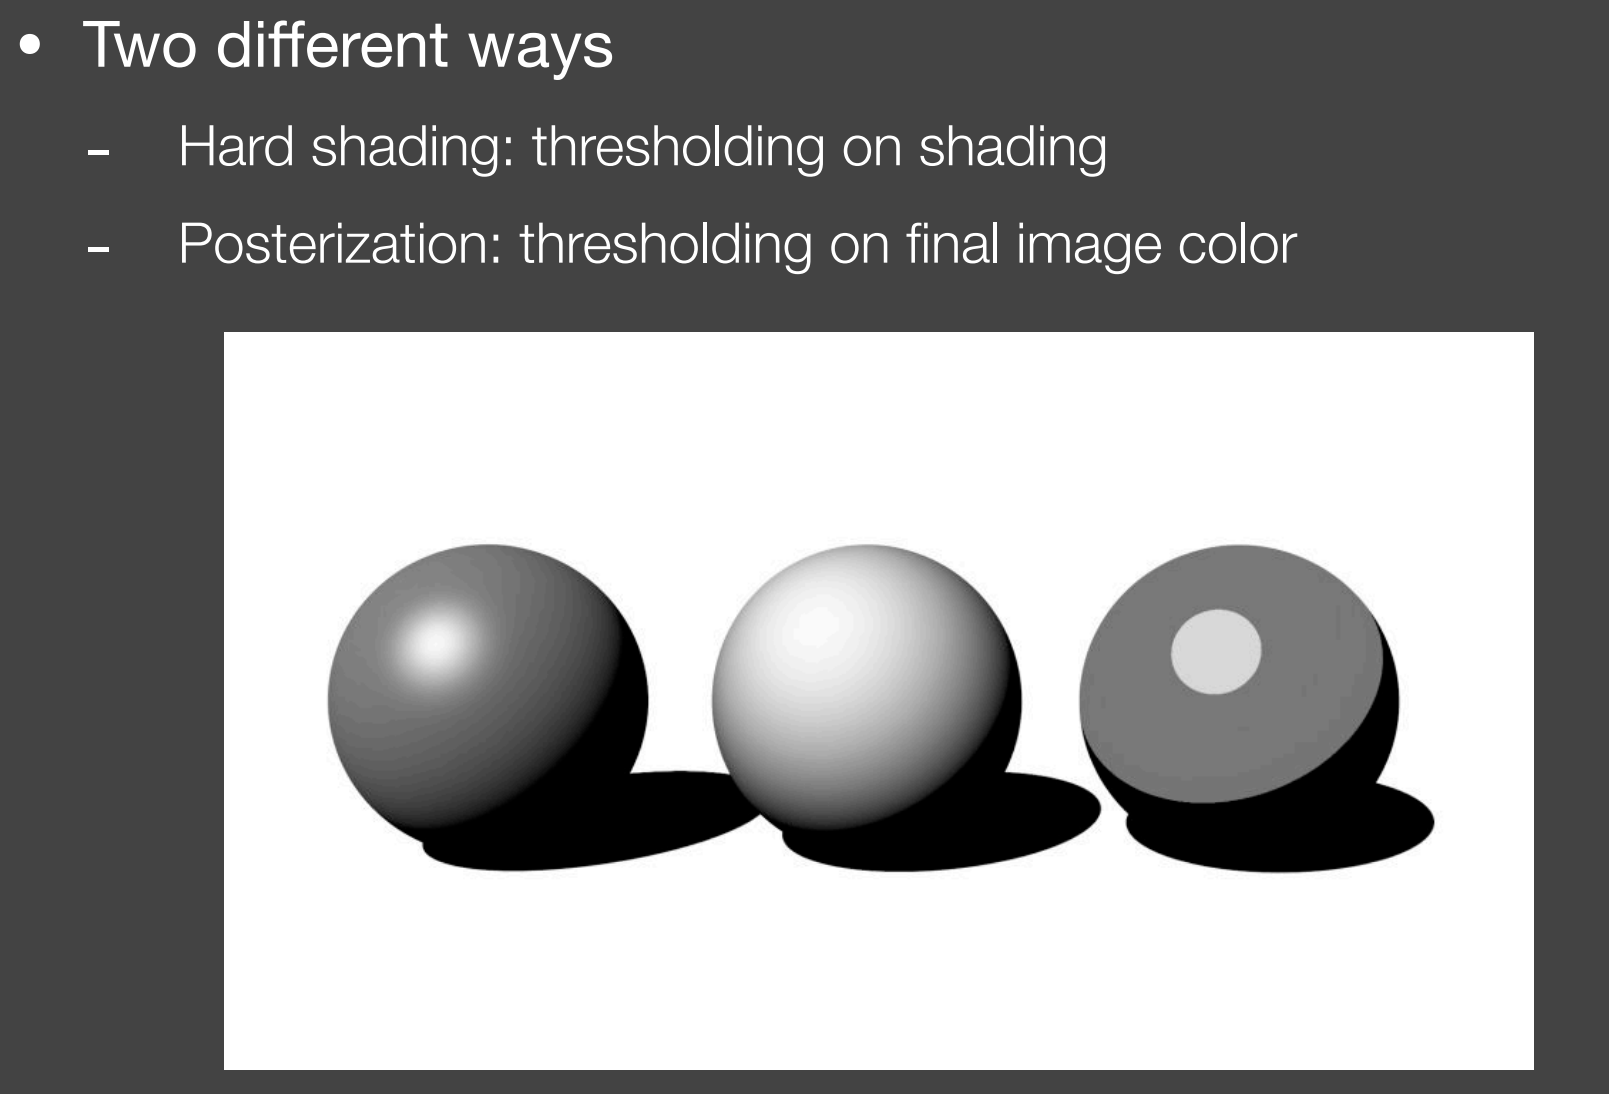 • Two different ways
- Hard shading: thresholding on shading
- Posterization: thresholding on final image color